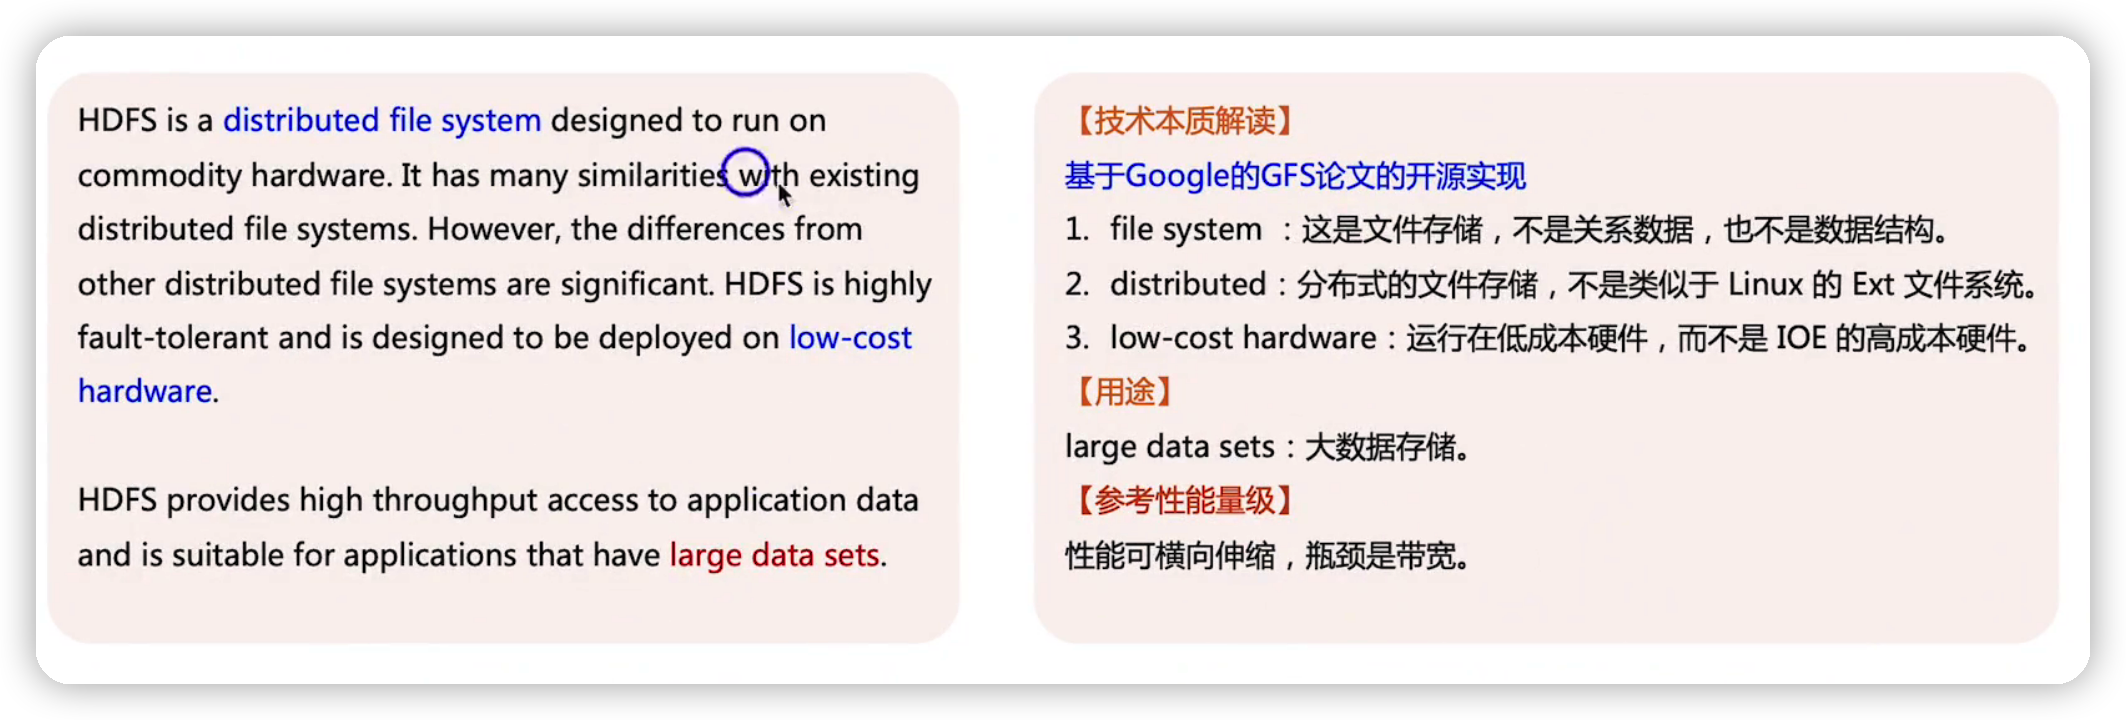 HDFS is a distributed file system designed to run on
commodity hardware. It has many similarities with existing
distributed file systems. However, the differences from
other distributed file systems are significant. HDFS is highly
fault-tolerant and is designed to be deployed on low-cost
hardware.
HDFS provides high throughput access to application data
and is suitable for applications that have large data sets.
【技术本质解读】
基于Google的GFS论文的开源实现
1. file system ：这是文件存储，不是关系数据，也不是数据结构。
2. distributed：分布式的文件存储，不是类似于 Linux 的 Ext 文件系统。
3. low-cost hardware：运行在低成本硬件，而不是 IOE 的高成本硬件。
【用途】
large data sets：大数据存储。
【参考性能量级】
性能可横向伸缩，瓶颈是带宽。